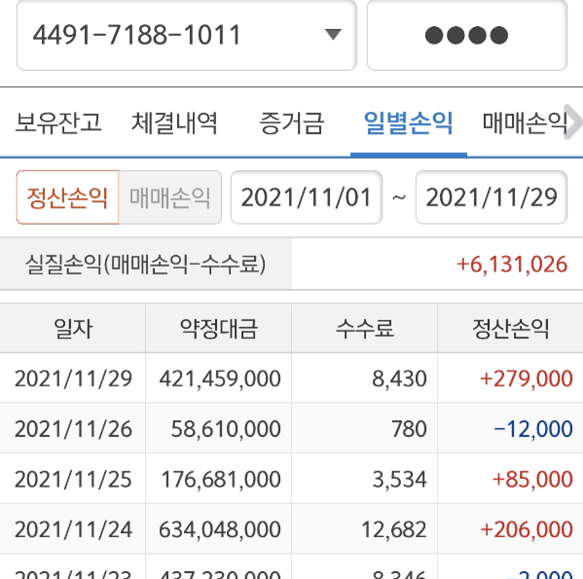 4491-7188-1011 ●●●●
보유잔고 체결내역 증거금 일별손익 매매손익
정산손익 매매손익 2021/11/01 ~ 2021/11/29
실질손익(매매손익-수수료) +6,131,026
일자 약정대금 수수료 정산손익
2021/11/29 421,459,000 8,430 +279,000
2021/11/26 58,610,000 780 -12,000
2021/11/25 176,681,000 3,534 +85,000
2021/11/24 634,048,000 12,682 +206,000
2021/11/23 437,230,000 8,346 -2,000